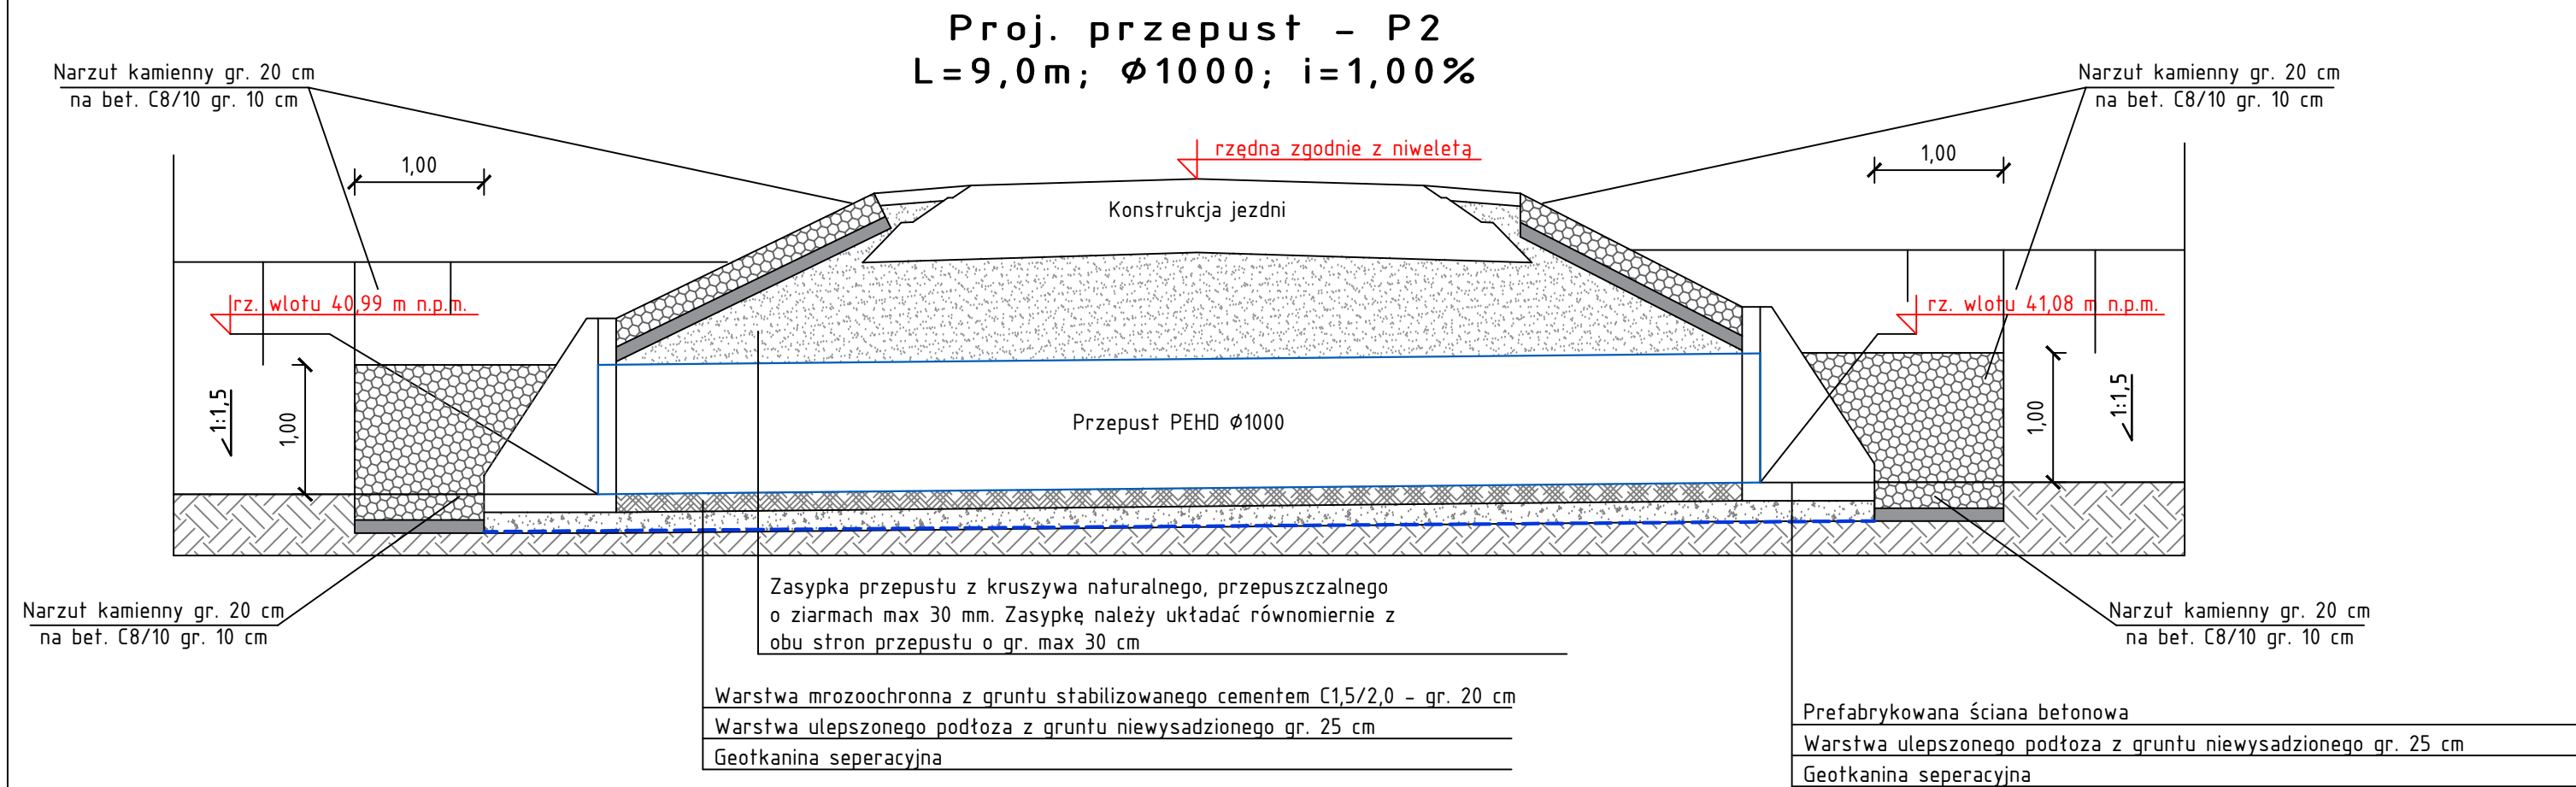 Proj. przepust - P2
L=9,0m; Φ1000; i=1,00%
Narzut kamienny gr. 20 cm
na bet. C8/10 gr. 10 cm
Narzut kamienny gr. 20 cm
na bet. C8/10 gr. 10 cm
1,00
rzędna zgodnie z niweletą
1,00
Konstrukcja jezdni
rz. wlotu 40,99 m n.p.m.
rz. wlotu 41,08 m n.p.m.
1:1,5
1,00
Przepust PEHD Φ1000
1,00
1:1,5
Zasypka przepustu z kruszywa naturalnego, przepuszczalnego
o ziarmach max 30 mm. Zasypkę należy układać równomiernie z
obu stron przepustu o gr. max 30 cm
Narzut kamienny gr. 20 cm
na bet. C8/10 gr. 10 cm
Narzut kamienny gr. 20 cm
na bet. C8/10 gr. 10 cm
Warstwa mrozoochronna z gruntu stabilizowanego cementem C1,5/2,0 - gr. 20 cm
Warstwa ulepszonego podłoża z gruntu niewysadzionego gr. 25 cm
Geotkanina seperacyjna
Prefabrykowana ściana betonowa
Warstwa ulepszonego podłoża z gruntu niewysadzionego gr. 25 cm
Geotkanina seperacyjna